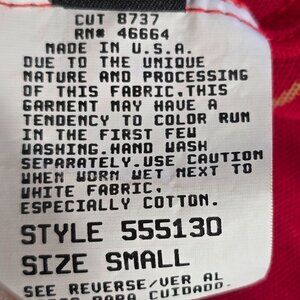 CUT 8737
RN# 46664
MADE IN U.S.A.
DUE TO THE UNIQUE
NATURE AND PROCESSING
OF THIS FABRIC,THIS
GARMENT MAY HAVE A
TENDENCY TO COLOR RUN
IN THE FIRST FEW
WASHING.HAND WASH
SEPARATELY.USE CAUTION
WHEN WORN WET NEXT TO
WHITE FABRIC,
ESPECIALLY COTTON.
STYLE 555130
SIZE SMALL
SEE REVERSE/VER AL
PARA CUIDADO.